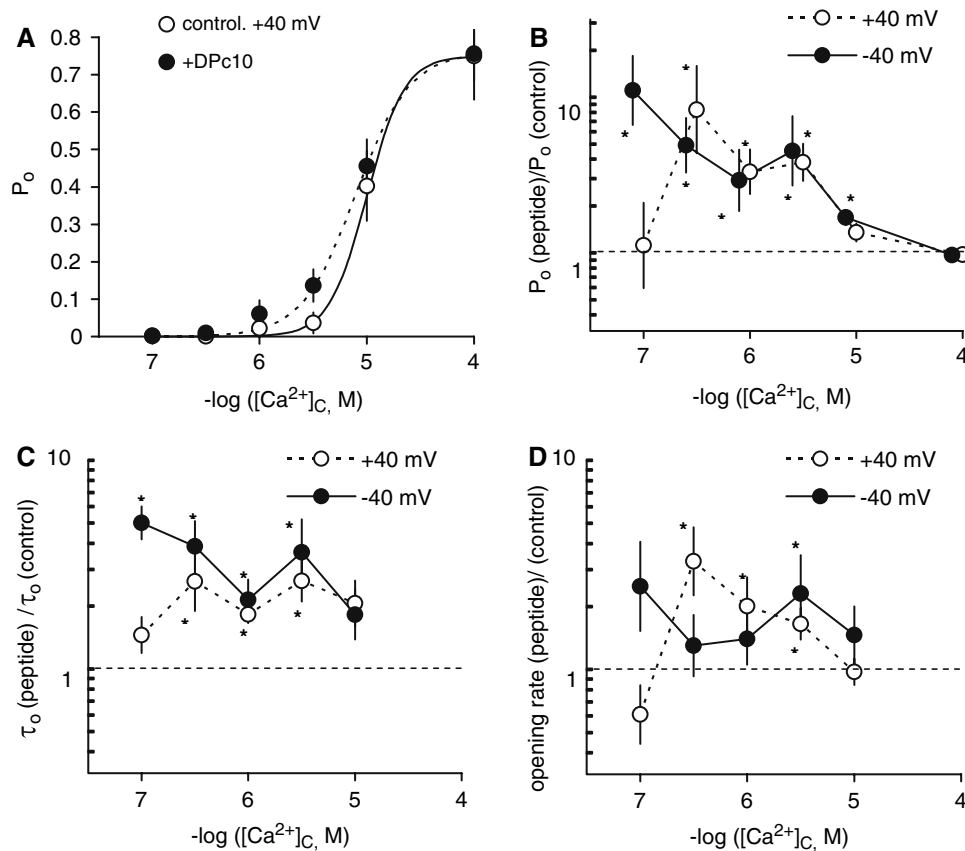 A
control. +40 mV
+DPc10
0.8
0.7
0.6
0.5
0.4
0.3
0.2
0.1
0
Po
7
6
5
4
-log ([Ca2+]C, M)
B
+40 mV
-40 mV
10
1
Po (peptide)/Po (control)
7
6
5
4
-log ([Ca2+]C, M)
C
+40 mV
-40 mV
10
1
τo (peptide) /τo (control)
7
6
5
4
-log ([Ca2+]C, M)
D
+40 mV
-40 mV
10
1
opening rate (peptide)/ (control)
7
6
5
4
-log ([Ca2+]C, M)